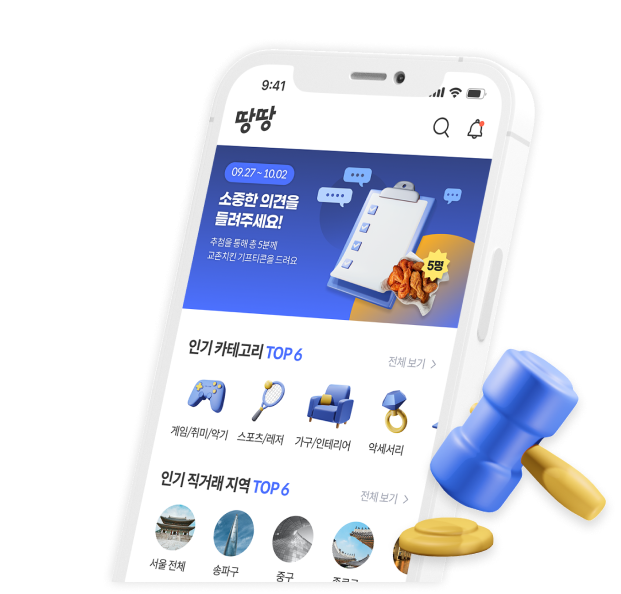 9:41
땅땅
09.27 ~ 10.02
소중한 의견을
들려주세요!
추첨을 통해 총 5분께
교촌치킨 기프티콘을 드려요
5명
인기 카테고리 TOP 6
전체 보기
게임/취미/악기
스포츠/레저
가구/인테리어
악세서리
인기 직거래 지역 TOP 6
전체 보기
서울 전체
송파구
중구